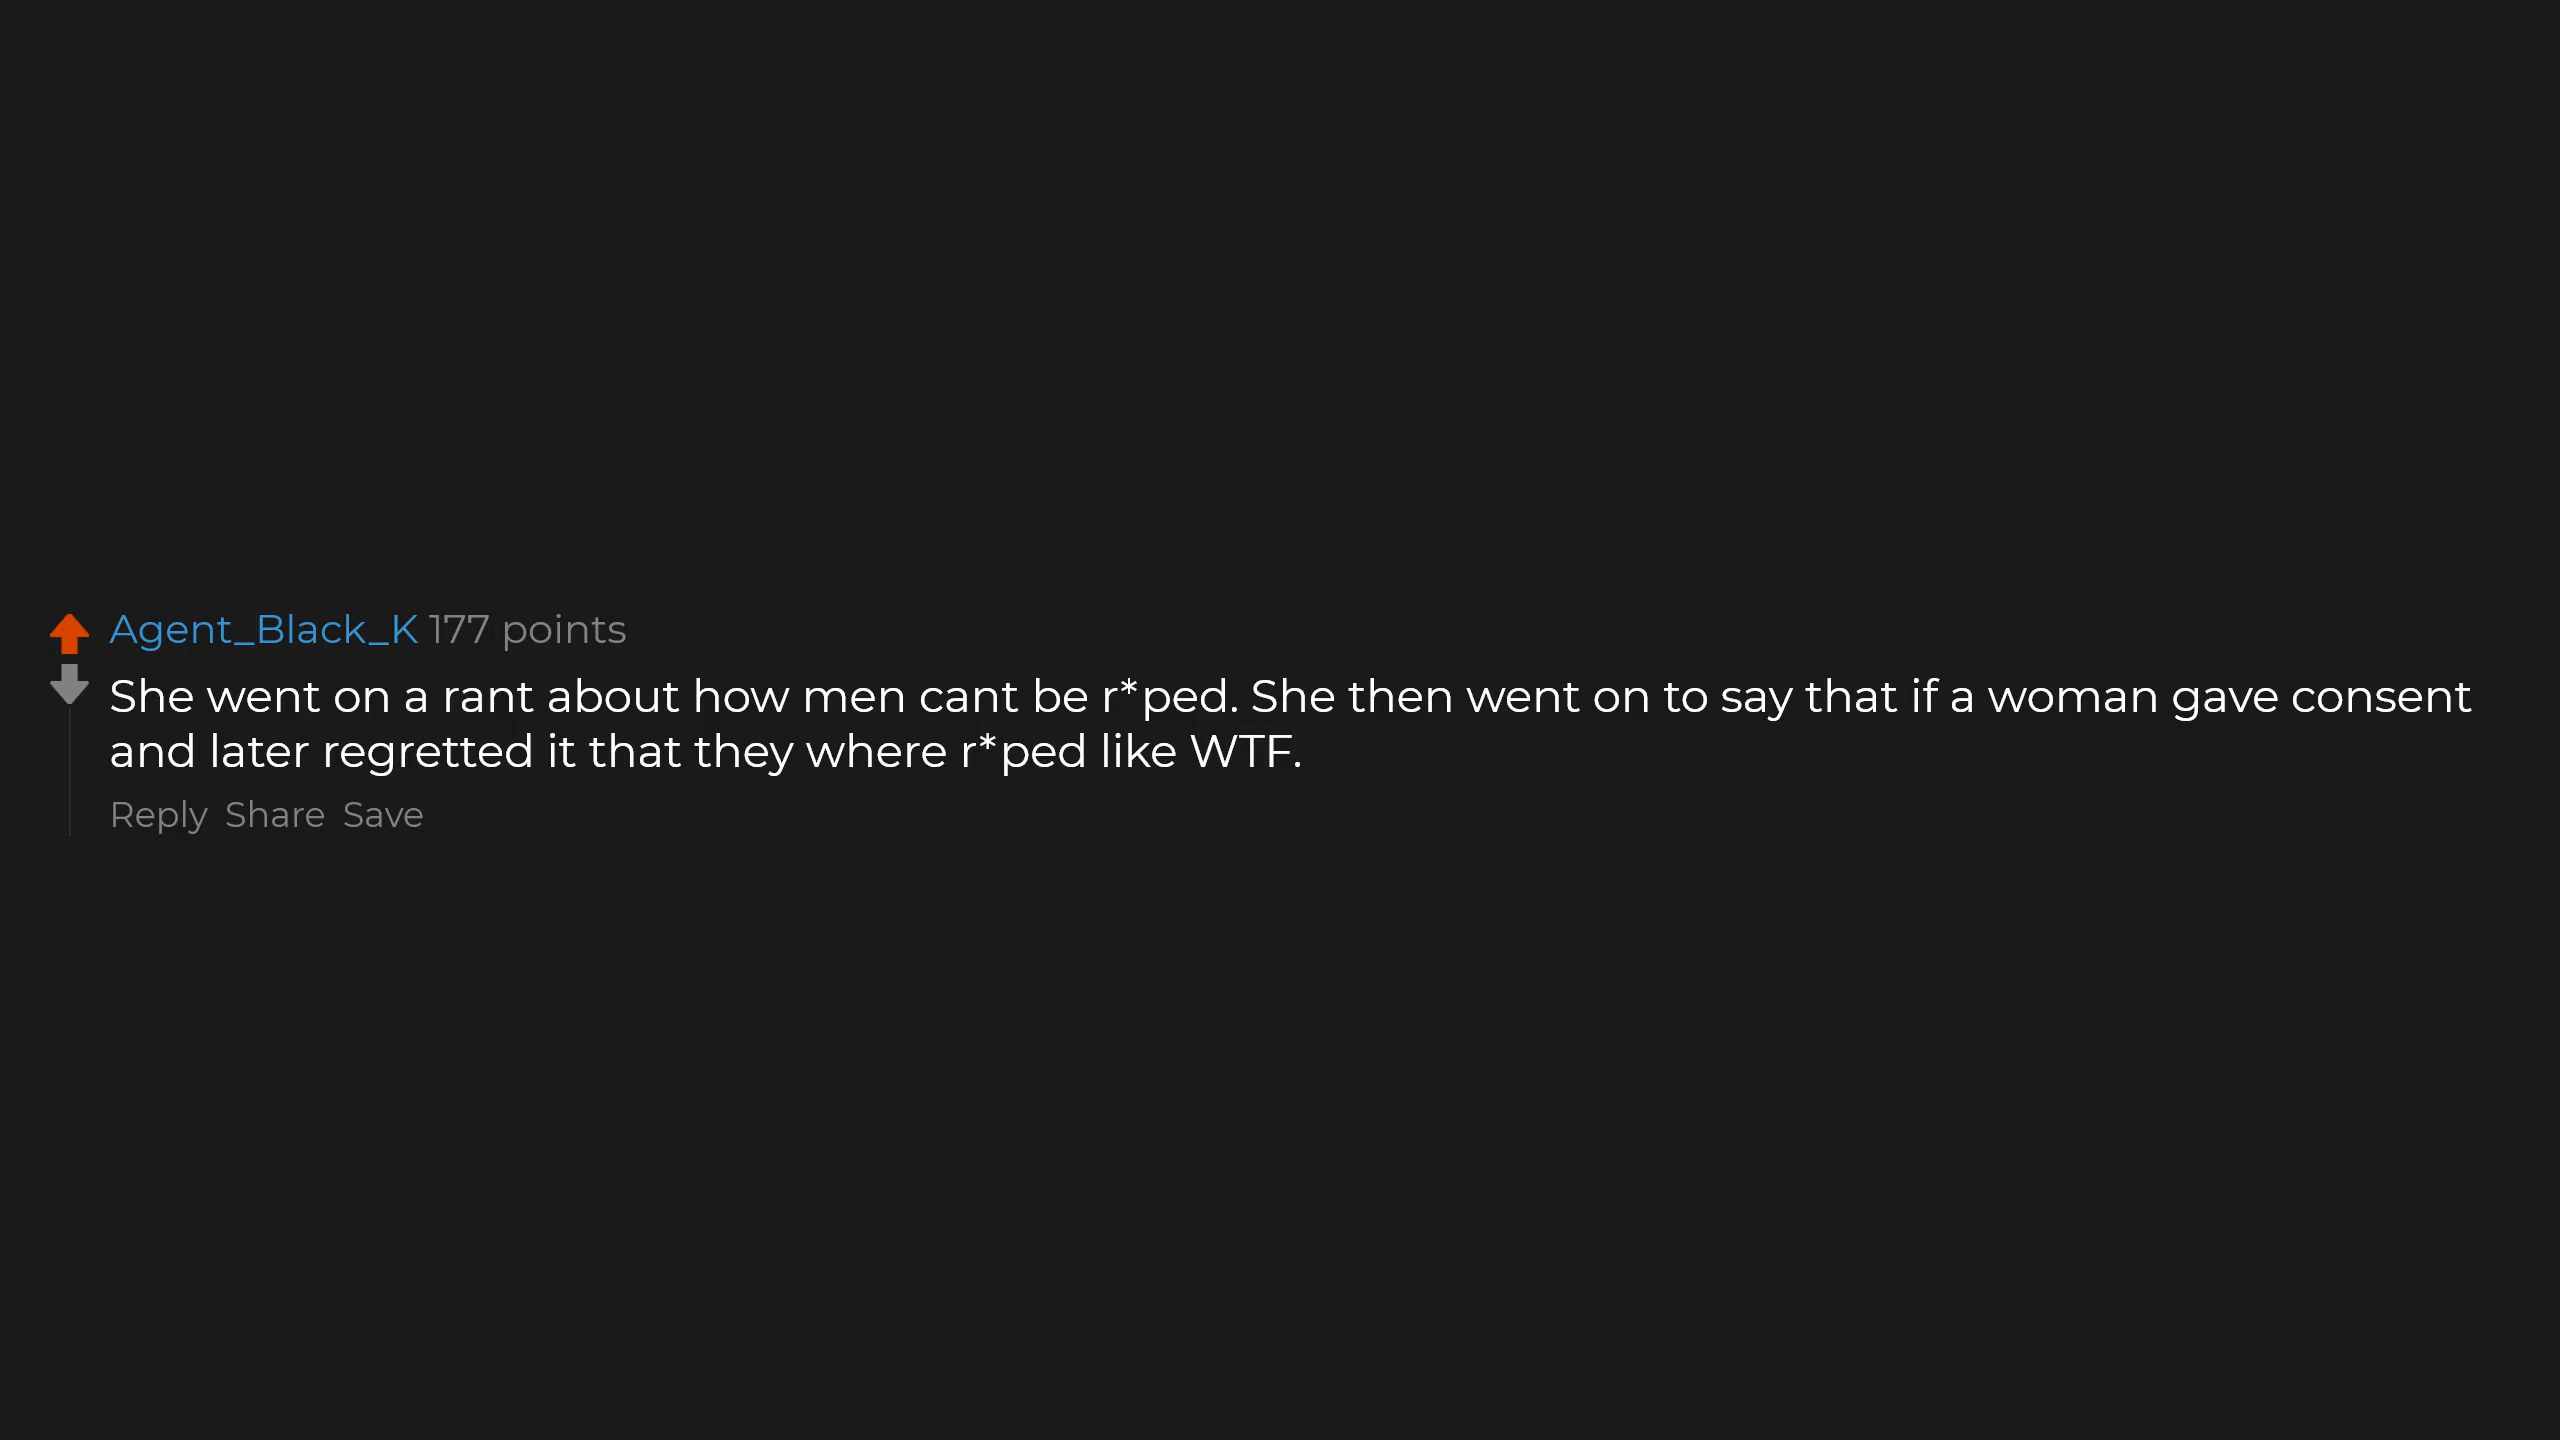 Agent_Black_K 177 points
She went on a rant about how men cant be r*ped. She then went on to say that if a woman gave consent
and later regretted it that they where r*ped like WTF.
Reply Share Save